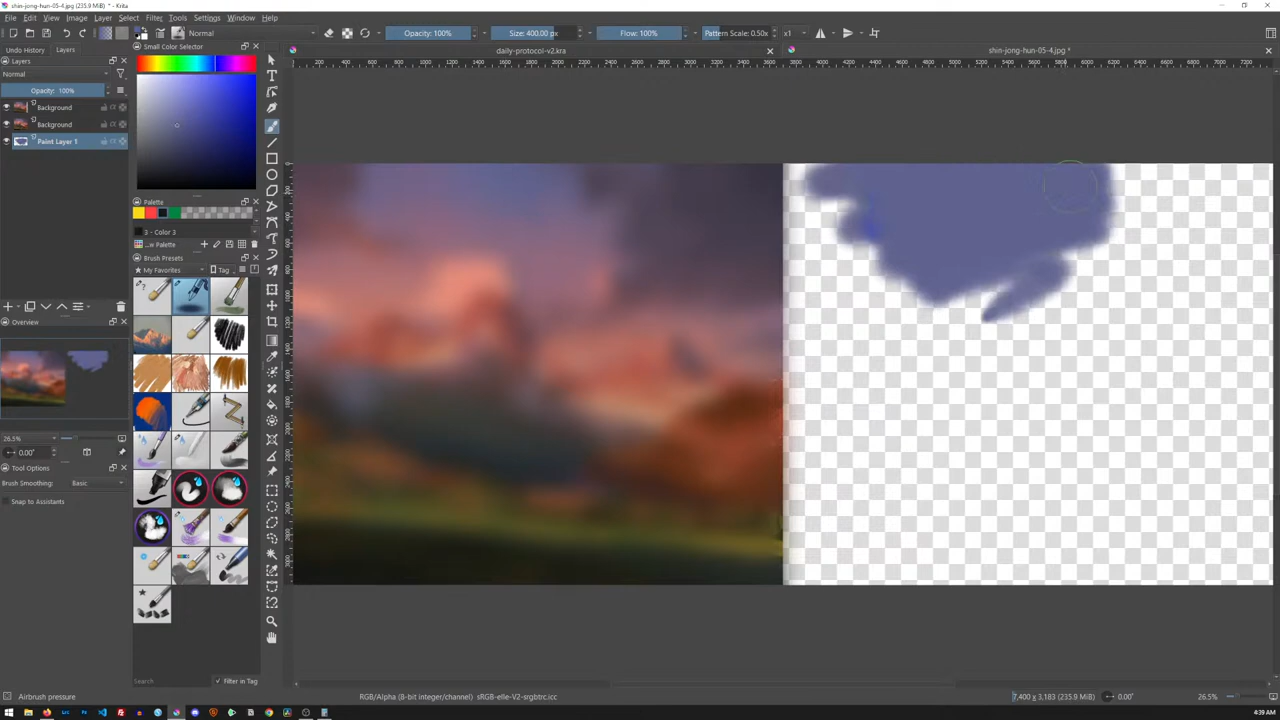 shin-jong-hun-05-4.jpg (235.9 MiB) * - Krita
File Edit View Image Layer Select Filter Tools Settings Window Help
Normal Opacity: 100% Size: 400.00 px Flow: 100% Pattern Scale: 0.50x x1
Undo History Layers
Small Color Selector
daily-protocol-v2.kra
shin-jong-hun-05-4.jpg *
Layers
Normal
Opacity: 100%
Background
Background
Paint Layer 1
Palette
3 - Color 3
...w Palette
Brush Presets
My Favorites Tag
Overview
26.5%
0.00°
Tool Options
Brush Smoothing: Basic
Snap to Assistants
Search Filter in Tag
Airbrush pressure
RGB/Alpha (8-bit integer/channel) sRGB-elle-V2-srgbtrc.icc
7,400 x 3,183 (235.9 MiB) 0.00° 26.5%
4:39 AM